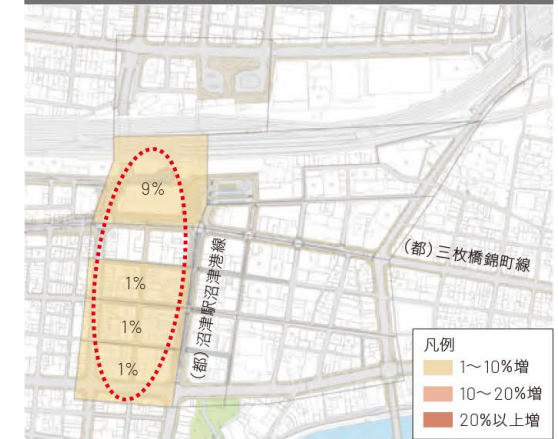 9%
(都)三枚橋錦町線
1%
(都)沼津駅沼津港線
1%
1%
凡例
1～10%増
10～20%増
20%以上増